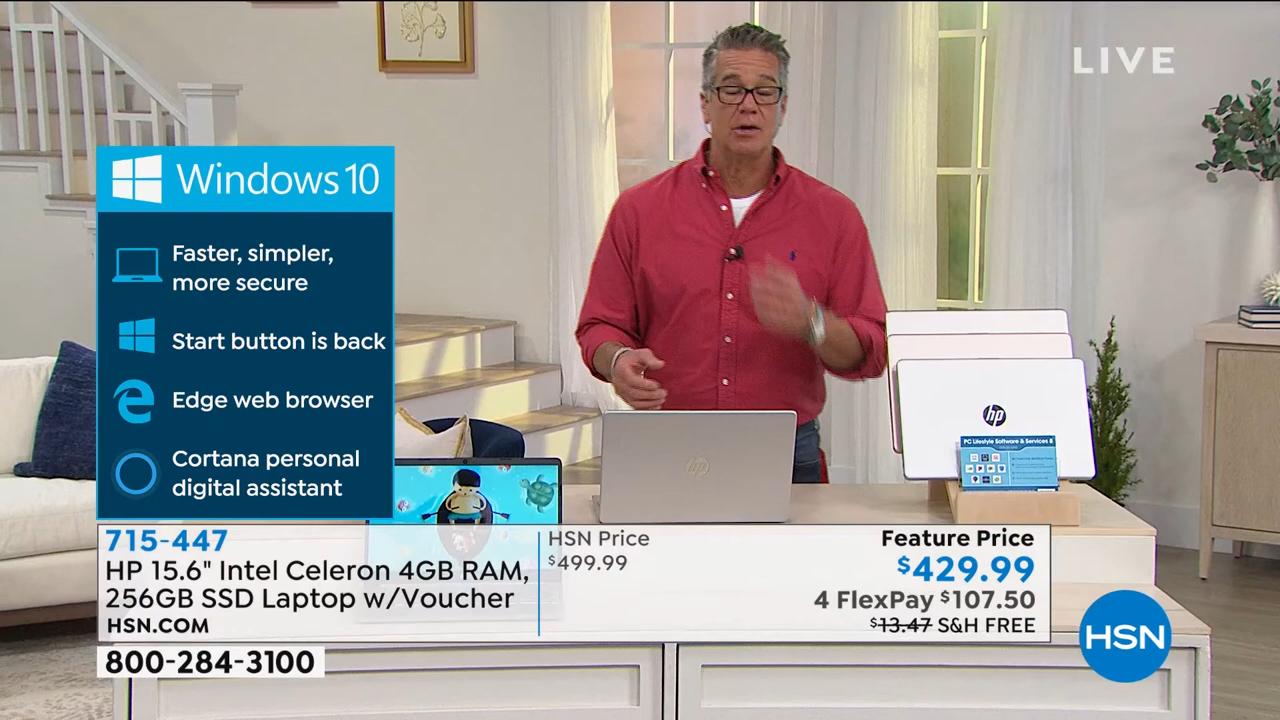 LIVE
Windows 10
Faster, simpler,
more secure
Start button is back
Edge web browser
Cortana personal
digital assistant
hp
hp
PC Lifestyle Software & Services 8
715-447
HP 15.6" Intel Celeron 4GB RAM,
256GB SSD Laptop w/Voucher
HSN.COM
HSN Price
$499.99
Feature Price
$429.99
4 FlexPay $107.50
$13.47 S&H FREE
800-284-3100
HSN